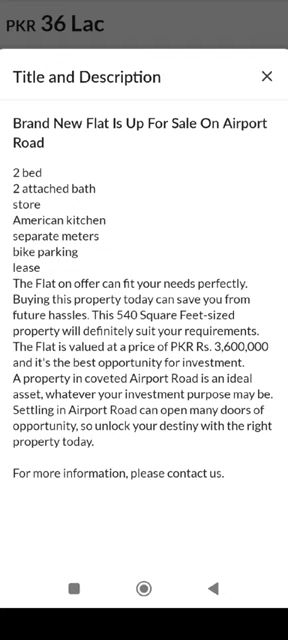 PKR 36 Lac
Title and Description
Brand New Flat Is Up For Sale On Airport
Road
2 bed
2 attached bath
store
American kitchen
separate meters
bike parking
lease
The Flat on offer can fit your needs perfectly.
Buying this property today can save you from
future hassles. This 540 Square Feet-sized
property will definitely suit your requirements.
The Flat is valued at a price of PKR Rs. 3,600,000
and it's the best opportunity for investment.
A property in coveted Airport Road is an ideal
asset, whatever your investment purpose may be.
Settling in Airport Road can open many doors of
opportunity, so unlock your destiny with the right
property today.
For more information, please contact us.